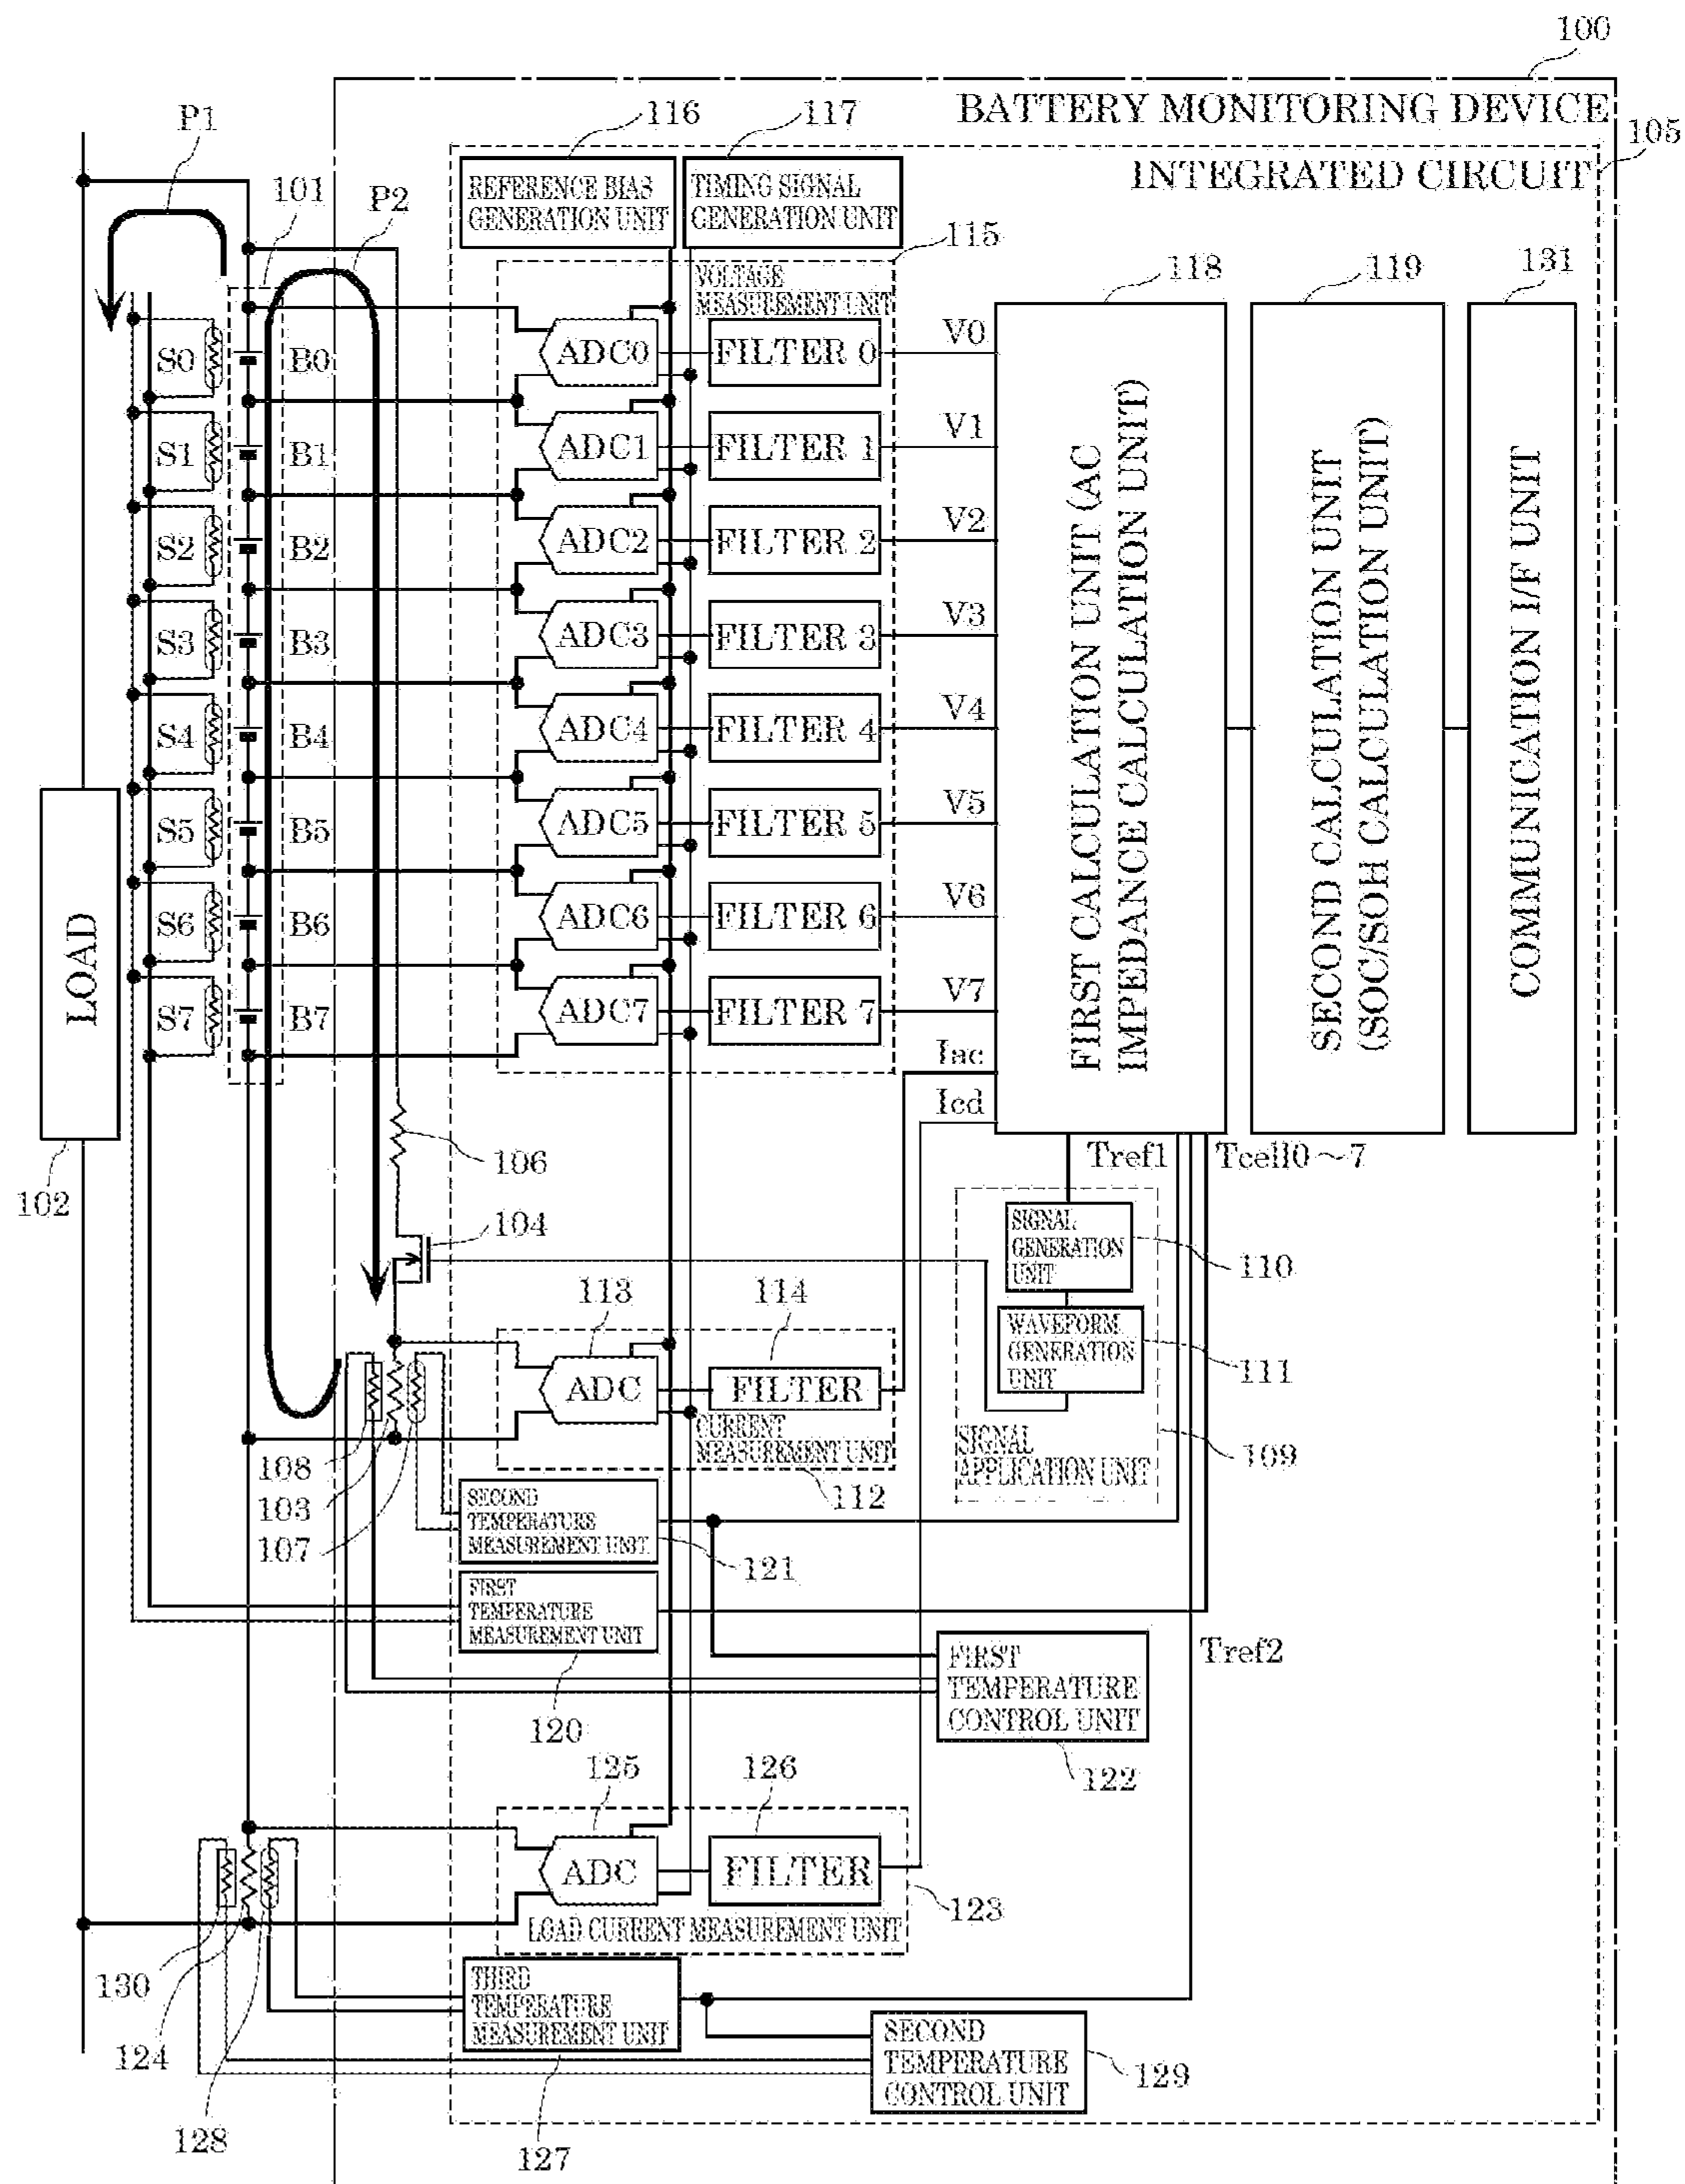 100
BATTERY MONITORING DEVICE
105
INTEGRATED CIRCUIT
P1
101
P2
116
117
REFERENCE BIAS
GENERATION UNIT
TIMING SIGNAL
GENERATION UNIT
115
VOLTAGE
MEASUREMENT UNIT
118
119
131
S0
B0
ADC0
FILTER 0
V0
S1
B1
ADC1
FILTER 1
V1
S2
B2
ADC2
FILTER 2
V2
S3
B3
ADC3
FILTER 3
V3
S4
B4
ADC4
FILTER 4
V4
S5
B5
ADC5
FILTER 5
V5
S6
B6
ADC6
FILTER 6
V6
S7
B7
ADC7
FILTER 7
V7
FIRST CALCULATION UNIT (AC
IMPEDANCE CALCULATION UNIT)
SECOND CALCULATION UNIT
(SOC/SOH CALCULATION UNIT)
COMMUNICATION I/F UNIT
LOAD
102
Iac
Icd
106
104
Tref1
Tcell0～7
SIGNAL
GENERATION
UNIT
110
WAVEFORM
GENERATION
UNIT
111
SIGNAL
APPLICATION UNIT
109
113
114
ADC
FILTER
CURRENT
MEASUREMENT UNIT
112
108
103
107
SECOND
TEMPERATURE
MEASUREMENT UNIT
121
FIRST
TEMPERATURE
MEASUREMENT UNIT
120
Tref2
FIRST
TEMPERATURE
CONTROL UNIT
122
125
126
ADC
FILTER
LOAD CURRENT MEASUREMENT UNIT
123
130
124
128
THIRD
TEMPERATURE
MEASUREMENT UNIT
127
SECOND
TEMPERATURE
CONTROL UNIT
129